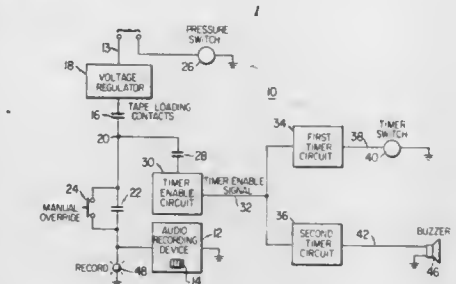 1
PRESSURE
SWITCH
13
26
18
VOLTAGE
REGULATOR
TAPE LOADING
CONTACTS
16
10
20
34
FIRST
TIMER
CIRCUIT
38
TIMER
SWITCH
40
28
30
TIMER
ENABLE
CIRCUIT
TIMER ENABLE
SIGNAL
32
24
MANUAL
OVERRIDE
22
36
SECOND
TIMER
CIRCUIT
42
BUZZER
46
AUDIO
RECORDING
DEVICE
12
14
RECORD
48